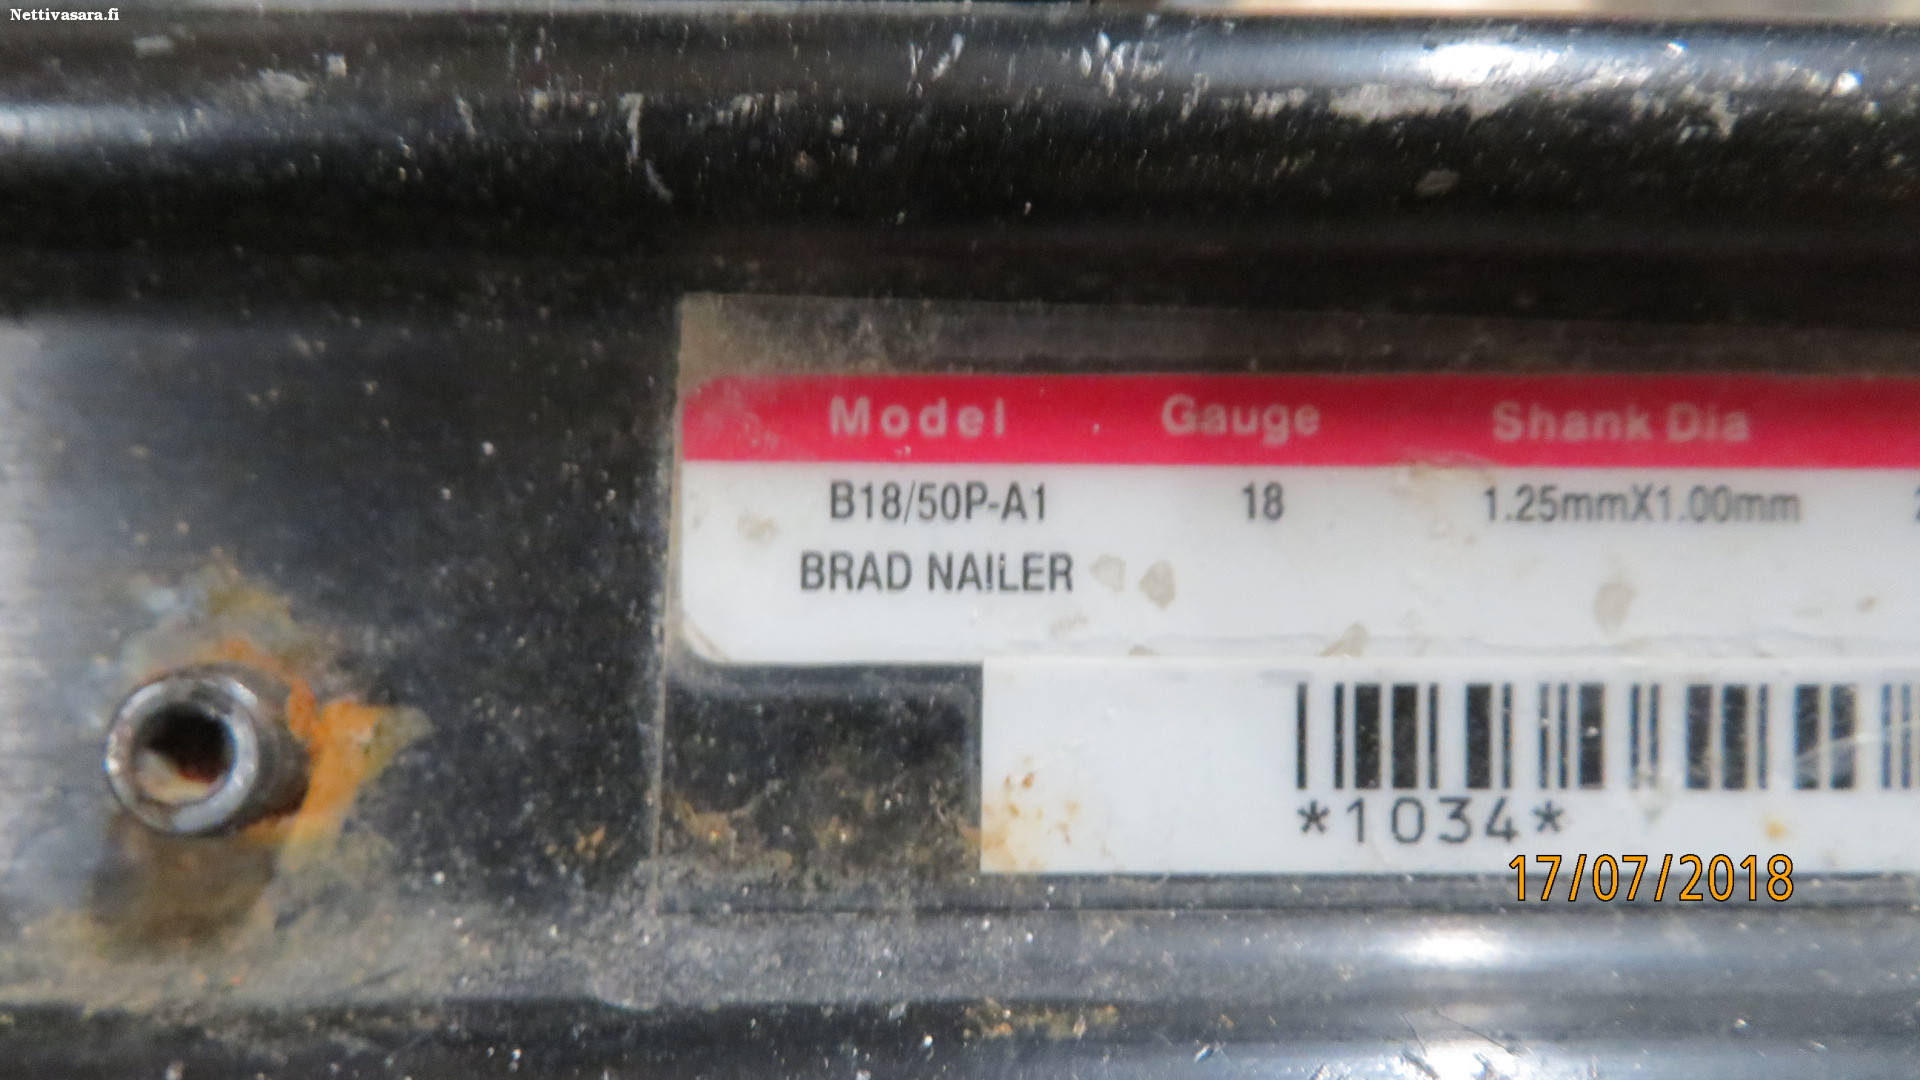 Nettivasara.fi
Model Gauge Shank Dia
B18/50P-A1 18 1.25mmX1.00mm
BRAD NAILER
*1034*
17/07/2018